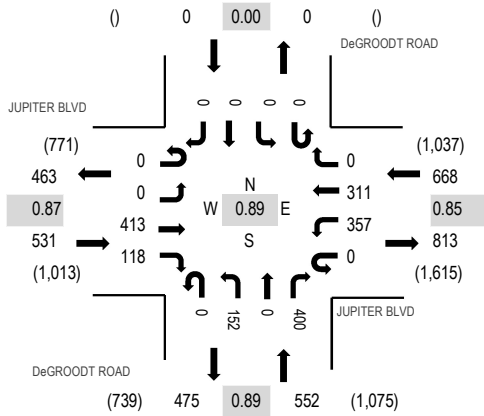 () 0 0.00 0 ()
DeGROODT ROAD
JUPITER BLVD
0 0 0 0
(771) (1,037)
463 0 0 668
0 N 311
0.87 W 0.89 E 0.85
413 S 357
531 813
118 0
(1,013) (1,615)
0 152 0 400
JUPITER BLVD
DeGROODT ROAD
(739) 475 0.89 552 (1,075)